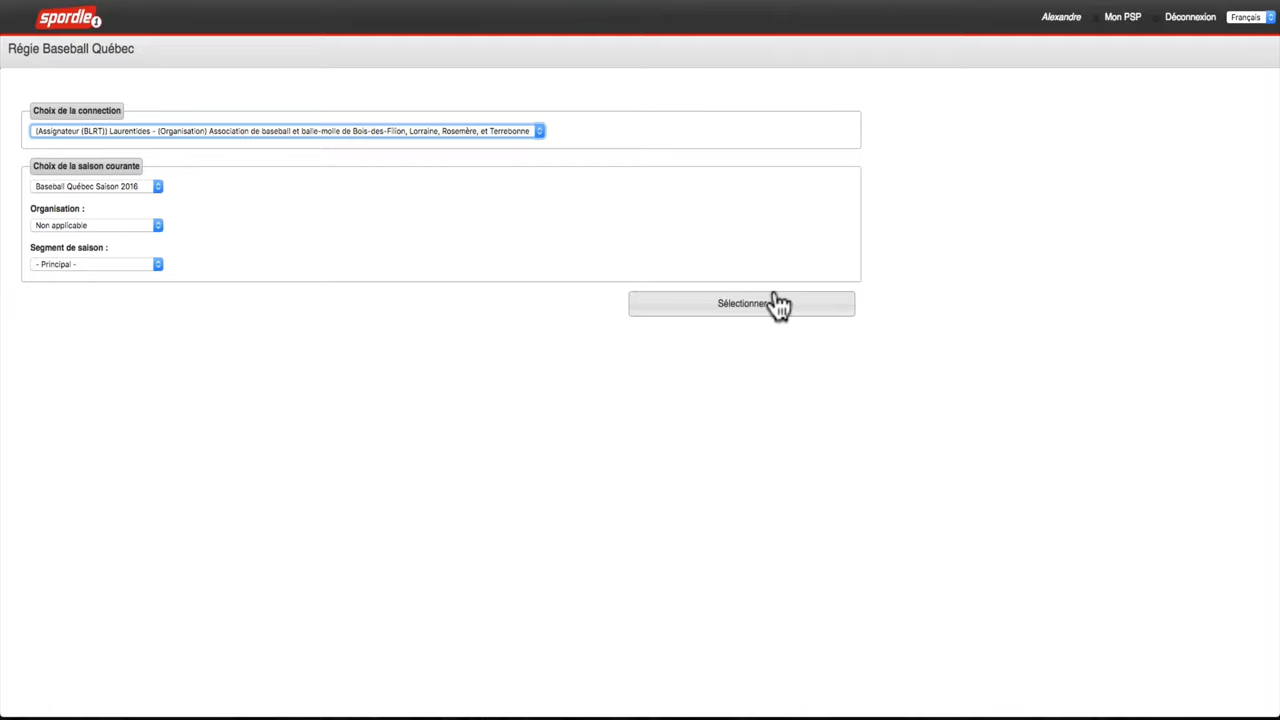 spordle
Alexandre
Mon PSP
Déconnexion
Français
Régie Baseball Québec
Choix de la connection
(Assignateur (BLRT)) Laurentides - (Organisation) Association de baseball et balle-molle de Bois-des-Filion, Lorraine, Rosemère, et Terrebonne
Choix de la saison courante
Baseball Québec Saison 2016
Organisation :
Non applicable
Segment de saison :
- Principal -
Sélectionner